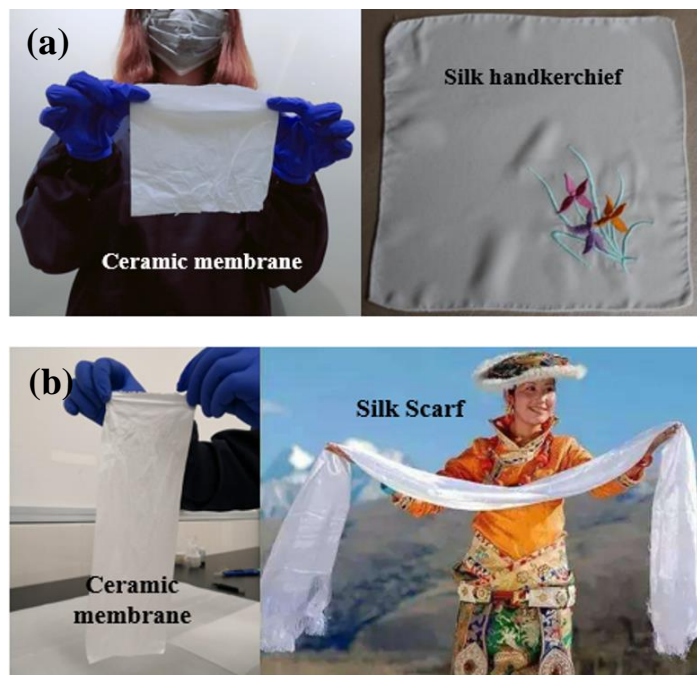 (a)
Silk handkerchief
Ceramic membrane
(b)
Silk Scarf
Ceramic
membrane